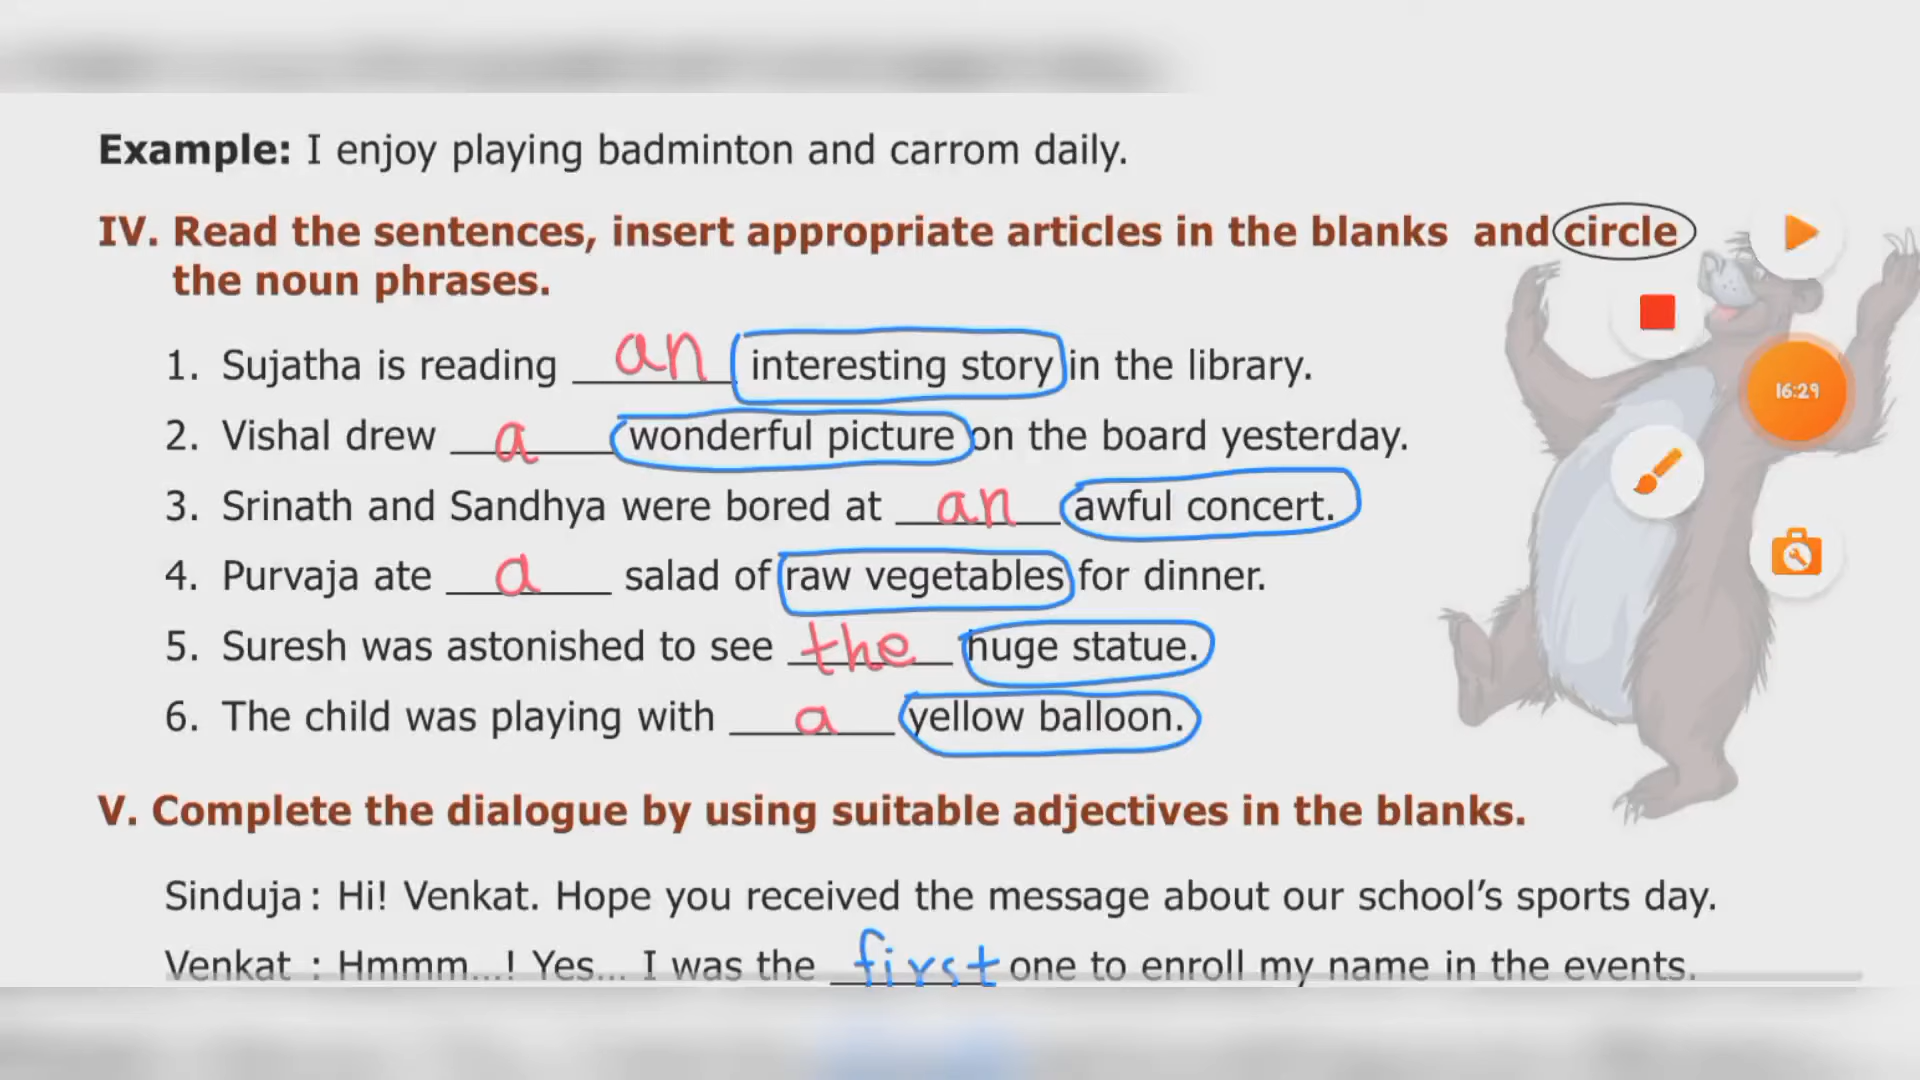 Example: I enjoy playing badminton and carrom daily.
IV. Read the sentences, insert appropriate articles in the blanks and circle
the noun phrases.
1. Sujatha is reading an interesting story in the library.
2. Vishal drew a wonderful picture on the board yesterday.
3. Srinath and Sandhya were bored at an awful concert.
4. Purvaja ate a salad of raw vegetables for dinner.
5. Suresh was astonished to see the huge statue.
6. The child was playing with a yellow balloon.
16:29
V. Complete the dialogue by using suitable adjectives in the blanks.
Sinduja : Hi! Venkat. Hope you received the message about our school's sports day.
Venkat : Hmmm...! Yes... I was the first one to enroll my name in the events.